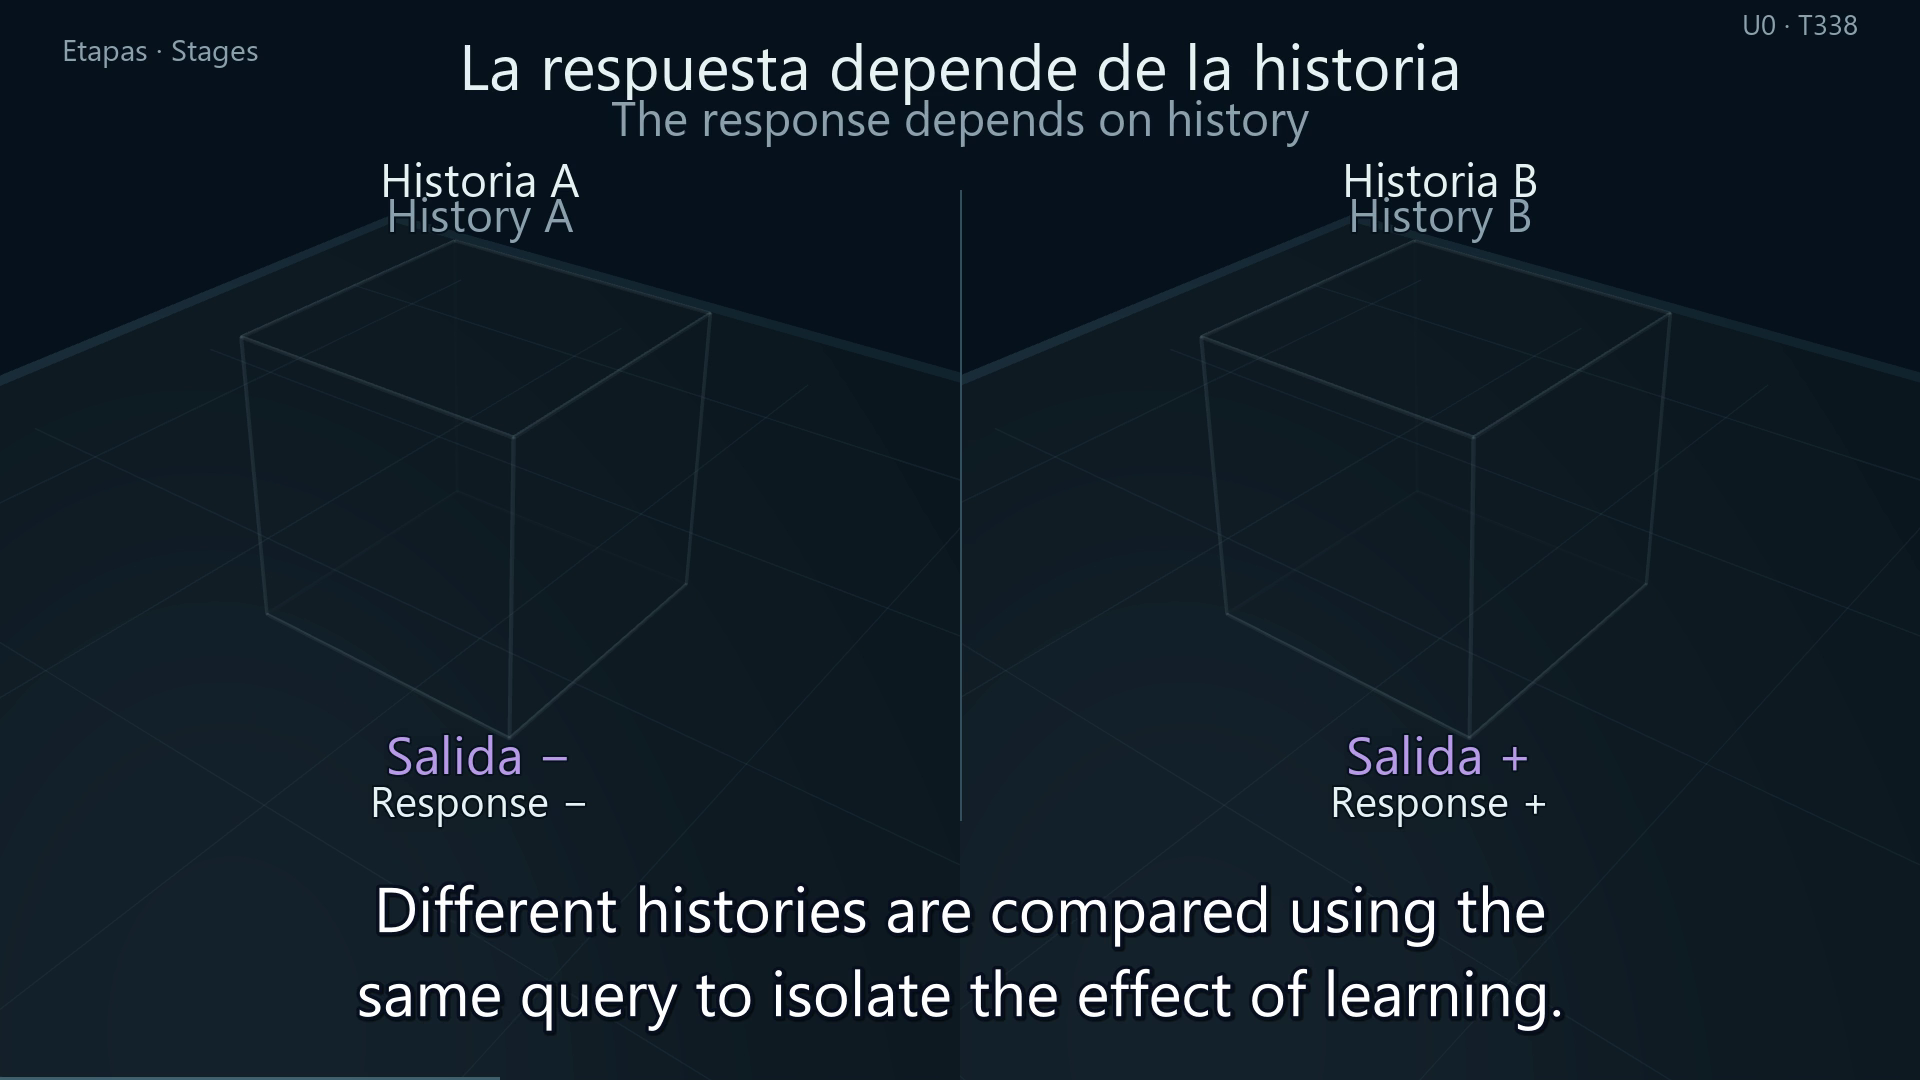 Etapas · Stages
U0 · T338
La respuesta depende de la historia
The response depends on history
Historia A
History A
Historia B
History B
Salida −
Response −
Salida +
Response +
Different histories are compared using the
same query to isolate the effect of learning.